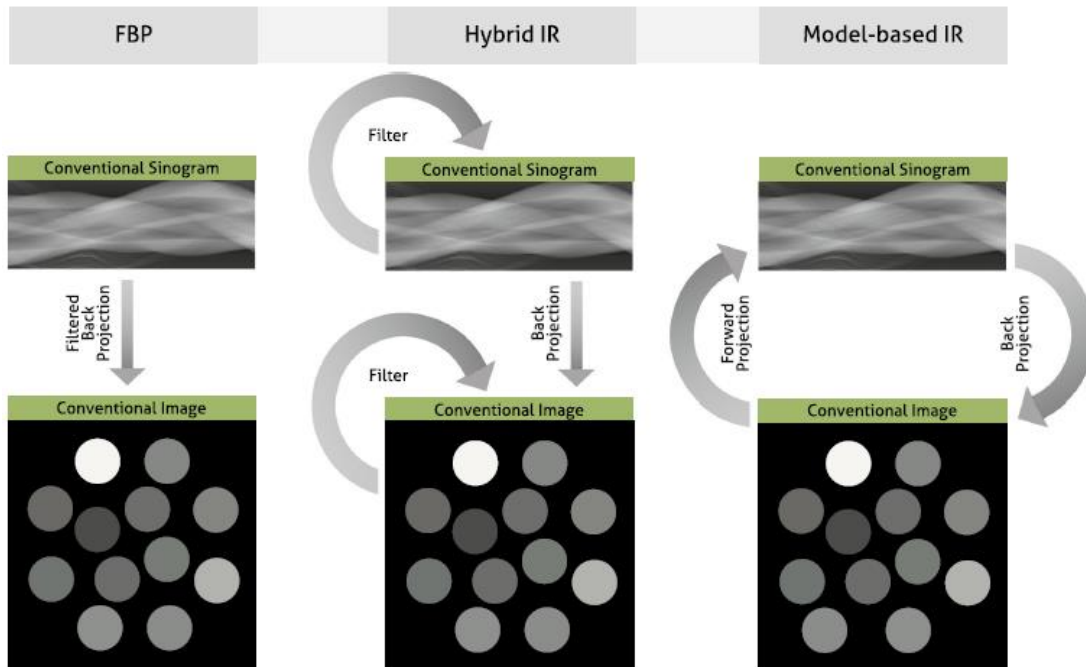 FBP
Hybrid IR
Model-based IR
Filter
Conventional Sinogram
Conventional Sinogram
Conventional Sinogram
Filtered
Back
Projection
Filter
Back
Projection
Forward
Projection
Back
Projection
Conventional Image
Conventional Image
Conventional Image